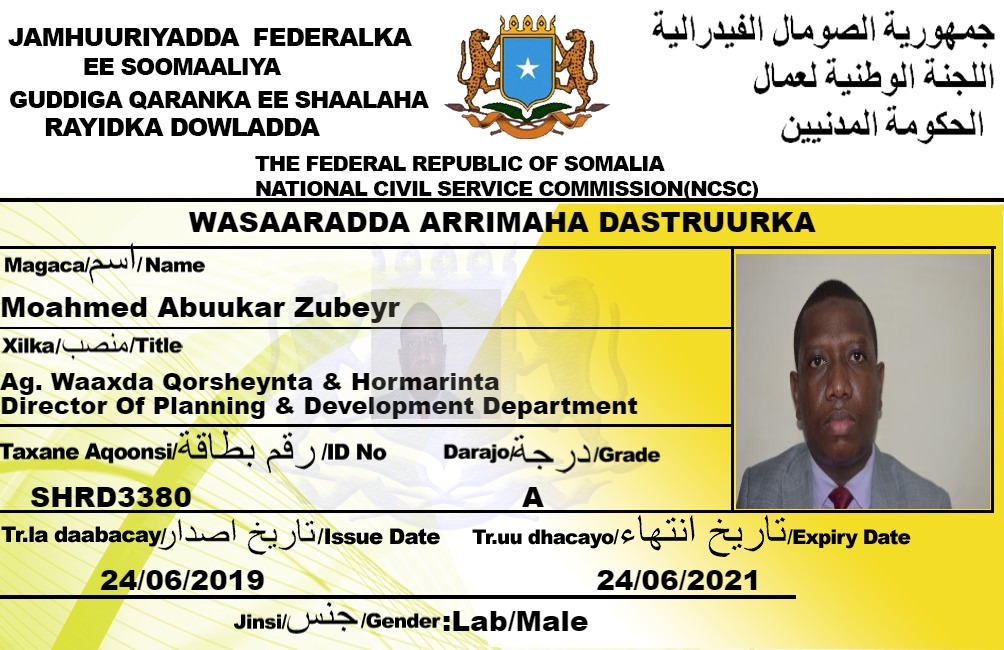 JAMHUURIYADDA FEDERALKA
EE SOOMAALIYA
GUDDIGA QARANKA EE SHAALAHA
RAYIDKA DOWLADDA
جمهورية الصومال الفيدرالية
اللجنة الوطنية لعمال
الحكومة المدنيين
THE FEDERAL REPUBLIC OF SOMALIA
NATIONAL CIVIL SERVICE COMMISSION(NCSC)
WASAARADDA ARRIMAHA DASTRUURKA
Magaca/اسم/Name
Moahmed Abuukar Zubeyr
Xilka/منصب/Title
Ag. Waaxda Qorsheynta & Hormarinta
Director Of Planning & Development Department
Taxane Aqoonsi/رقم بطاقة/ID No Darajo/درجة/Grade
SHRD3380 A
Tr.la daabacay/تاريخ اصدار/Issue Date Tr.uu dhacayo/تاريخ انتهاء/Expiry Date
24/06/2019 24/06/2021
Jinsi/جنس/Gender:Lab/Male